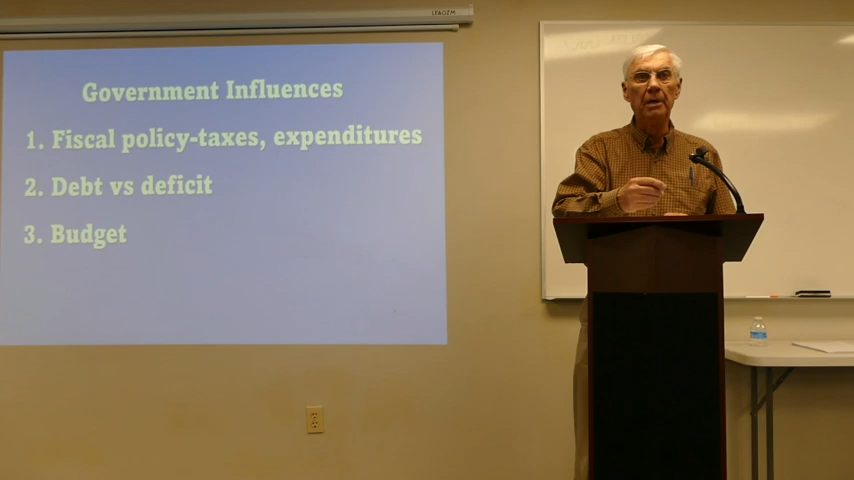 Government Influences
1. Fiscal policy-taxes, expenditures
2. Debt vs deficit
3. Budget